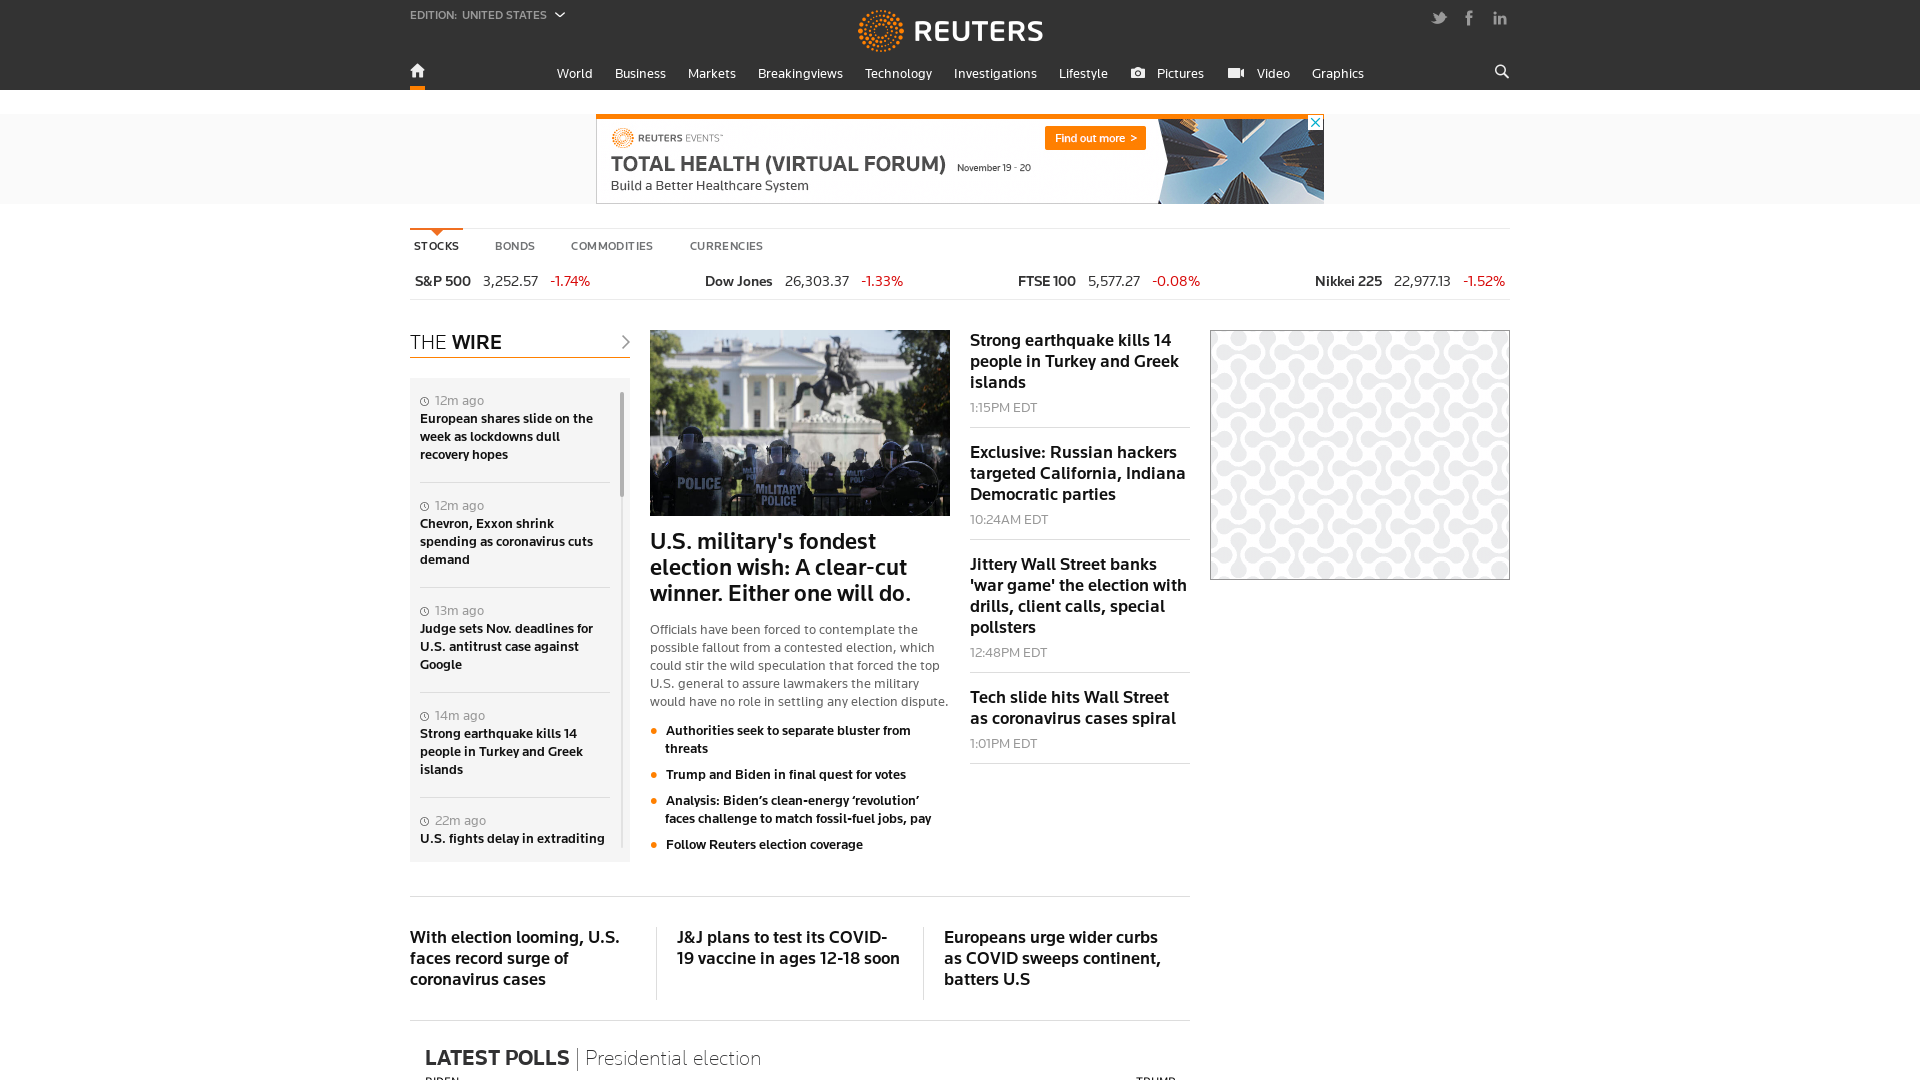 EDITION: UNITED STATES
REUTERS
World Business Markets Breakingviews Technology Investigations Lifestyle Pictures Video Graphics
REUTERS EVENTS™
Find out more >
TOTAL HEALTH (VIRTUAL FORUM) November 19 - 20
Build a Better Healthcare System
STOCKS BONDS COMMODITIES CURRENCIES
S&P 500 3,252.57 -1.74% Dow Jones 26,303.37 -1.33% FTSE 100 5,577.27 -0.08% Nikkei 225 22,977.13 -1.52%
THE WIRE
12m ago
European shares slide on the
week as lockdowns dull
recovery hopes
12m ago
Chevron, Exxon shrink
spending as coronavirus cuts
demand
13m ago
Judge sets Nov. deadlines for
U.S. antitrust case against
Google
14m ago
Strong earthquake kills 14
people in Turkey and Greek
islands
22m ago
U.S. fights delay in extraditing
POLICE
MILITARY
POLICE
U.S. military's fondest
election wish: A clear-cut
winner. Either one will do.
Officials have been forced to contemplate the
possible fallout from a contested election, which
could stir the wild speculation that forced the top
U.S. general to assure lawmakers the military
would have no role in settling any election dispute.
Authorities seek to separate bluster from
threats
Trump and Biden in final quest for votes
Analysis: Biden’s clean-energy ‘revolution’
faces challenge to match fossil-fuel jobs, pay
Follow Reuters election coverage
Strong earthquake kills 14
people in Turkey and Greek
islands
1:15PM EDT
Exclusive: Russian hackers
targeted California, Indiana
Democratic parties
10:24AM EDT
Jittery Wall Street banks
'war game' the election with
drills, client calls, special
pollsters
12:48PM EDT
Tech slide hits Wall Street
as coronavirus cases spiral
1:01PM EDT
With election looming, U.S.
faces record surge of
coronavirus cases
J&J plans to test its COVID-
19 vaccine in ages 12-18 soon
Europeans urge wider curbs
as COVID sweeps continent,
batters U.S
LATEST POLLS | Presidential election
BIDEN TRUMP